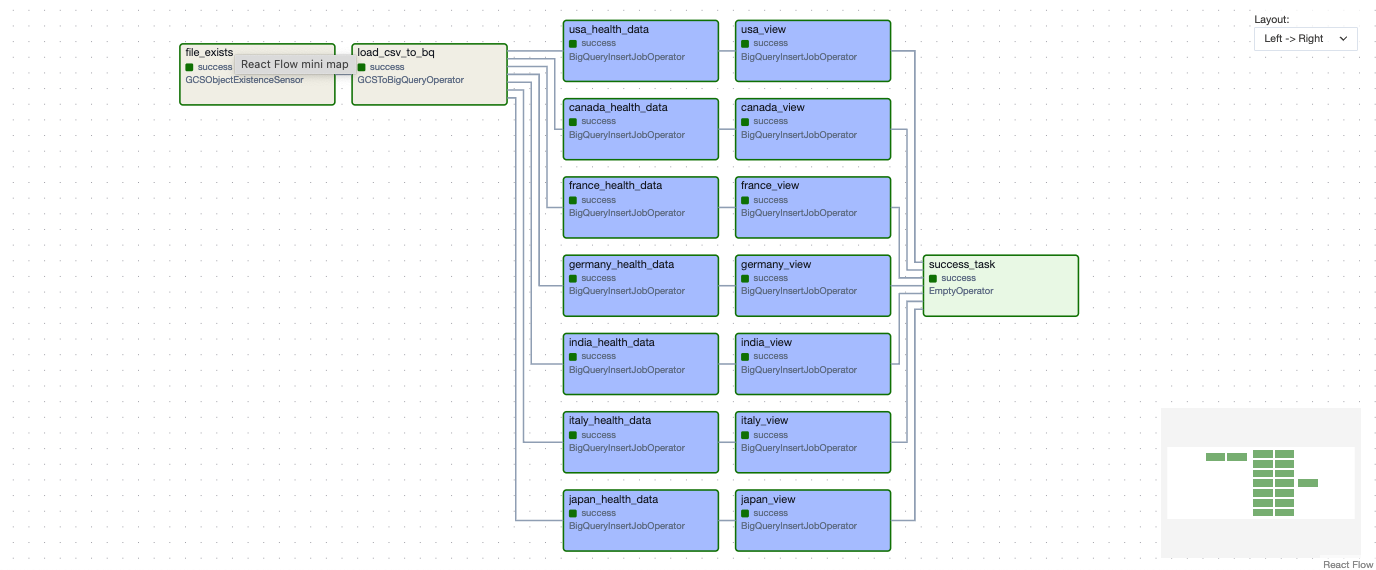 file_exists
success
GCSObjectExistenceSensor
React Flow mini map
load_csv_to_bq
success
GCSToBigQueryOperator
usa_health_data
success
BigQueryInsertJobOperator
usa_view
success
BigQueryInsertJobOperator
canada_health_data
success
BigQueryInsertJobOperator
canada_view
success
BigQueryInsertJobOperator
france_health_data
success
BigQueryInsertJobOperator
france_view
success
BigQueryInsertJobOperator
germany_health_data
success
BigQueryInsertJobOperator
germany_view
success
BigQueryInsertJobOperator
india_health_data
success
BigQueryInsertJobOperator
india_view
success
BigQueryInsertJobOperator
italy_health_data
success
BigQueryInsertJobOperator
italy_view
success
BigQueryInsertJobOperator
japan_health_data
success
BigQueryInsertJobOperator
japan_view
success
BigQueryInsertJobOperator
success_task
success
EmptyOperator
Layout:
Left -> Right
React Flow